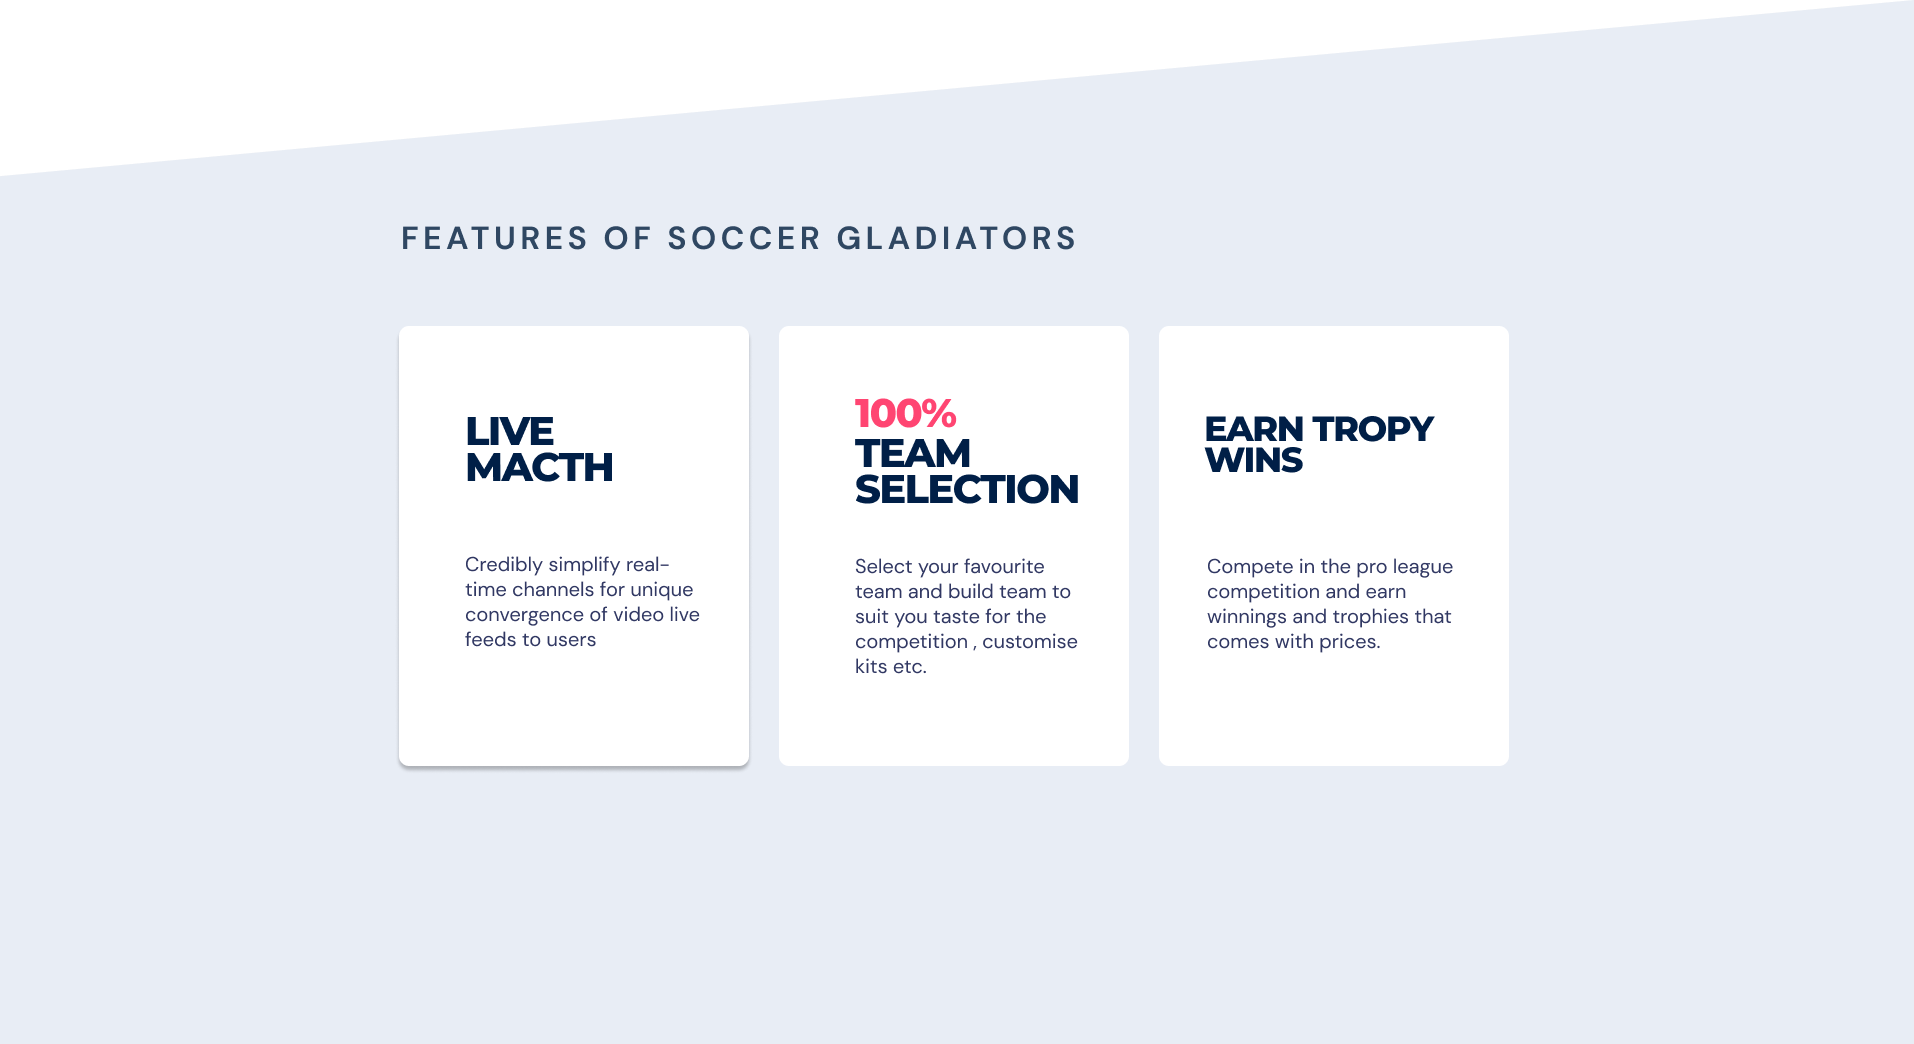 FEATURES OF SOCCER GLADIATORS
LIVE
MACTH
Credibly simplify real-
time channels for unique
convergence of video live
feeds to users
100%
TEAM
SELECTION
Select your favourite
team and build team to
suit you taste for the
competition , customise
kits etc.
EARN TROPY
WINS
Compete in the pro league
competition and earn
winnings and trophies that
comes with prices.